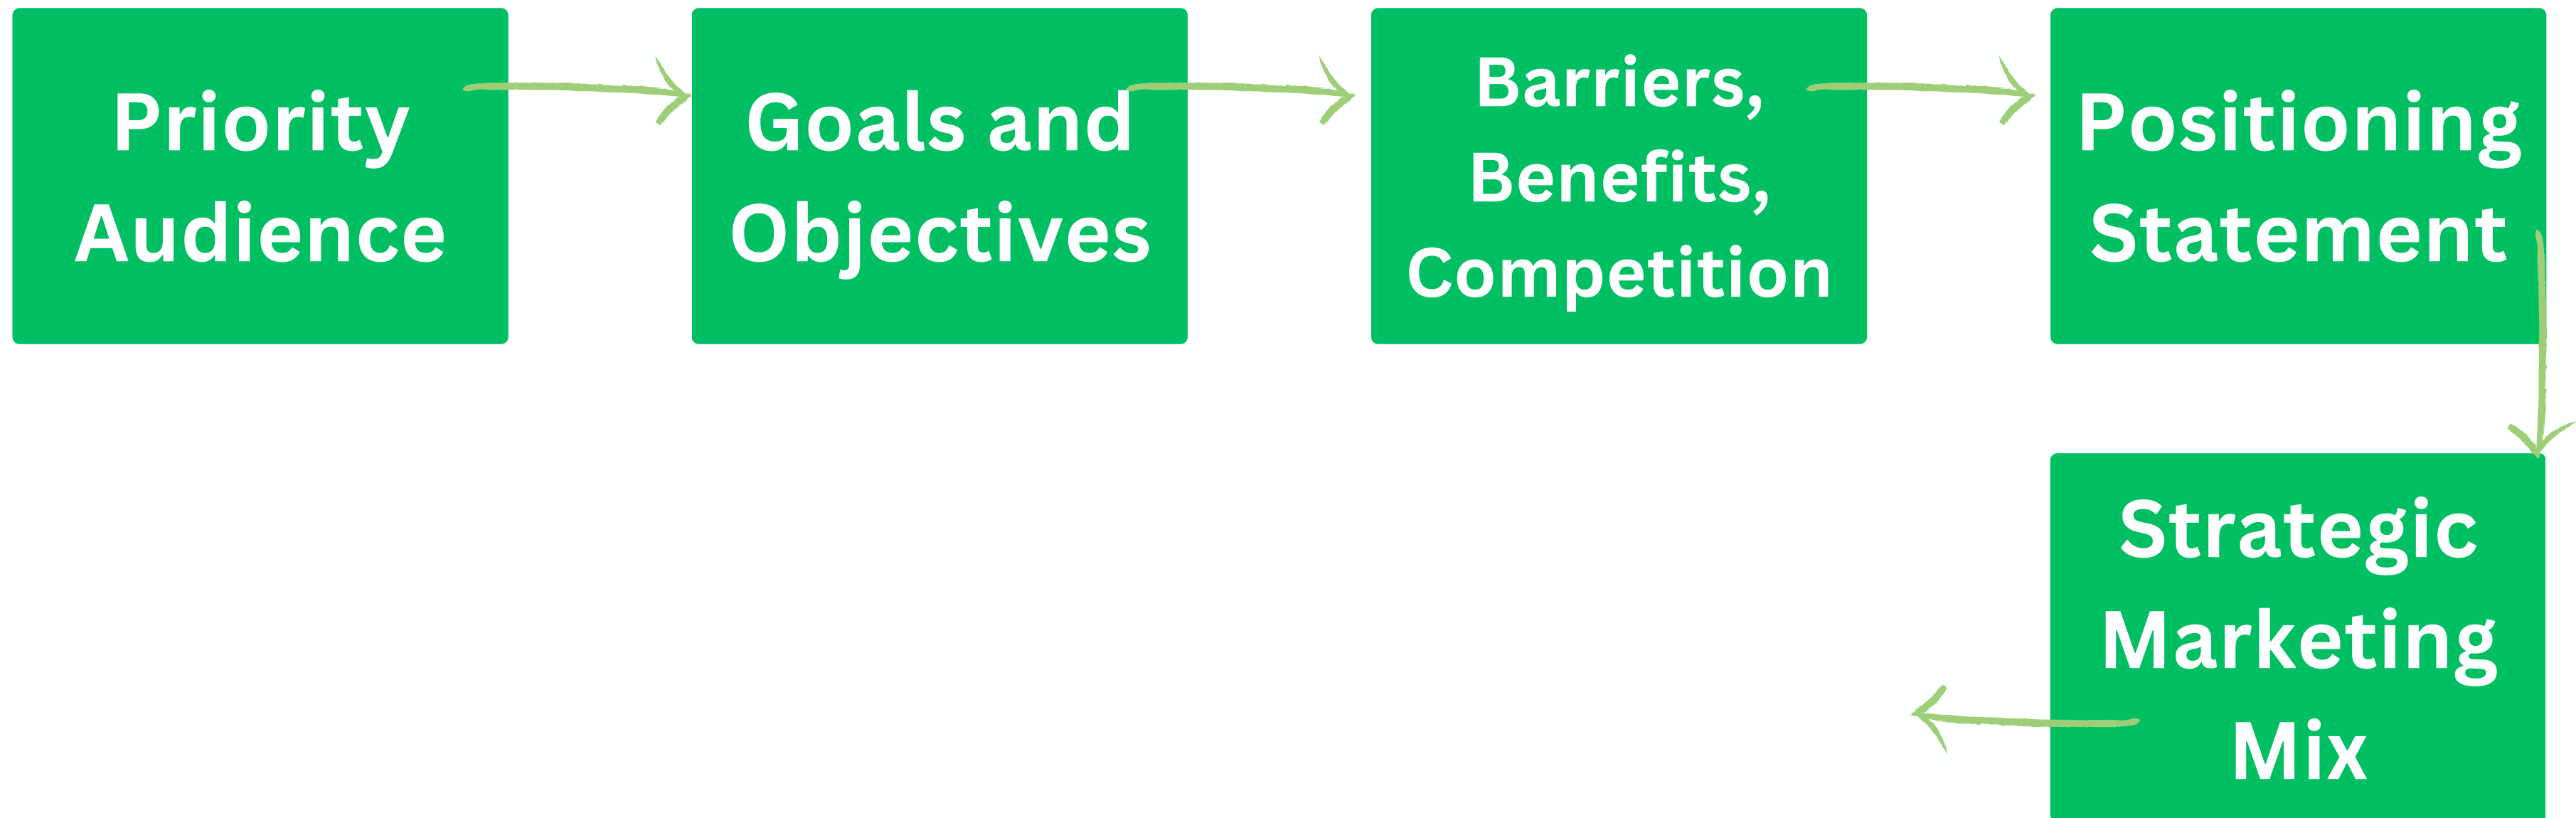 Priority
Audience
Goals and
Objectives
Barriers,
Benefits,
Competition
Positioning
Statement
Strategic
Marketing
Mix